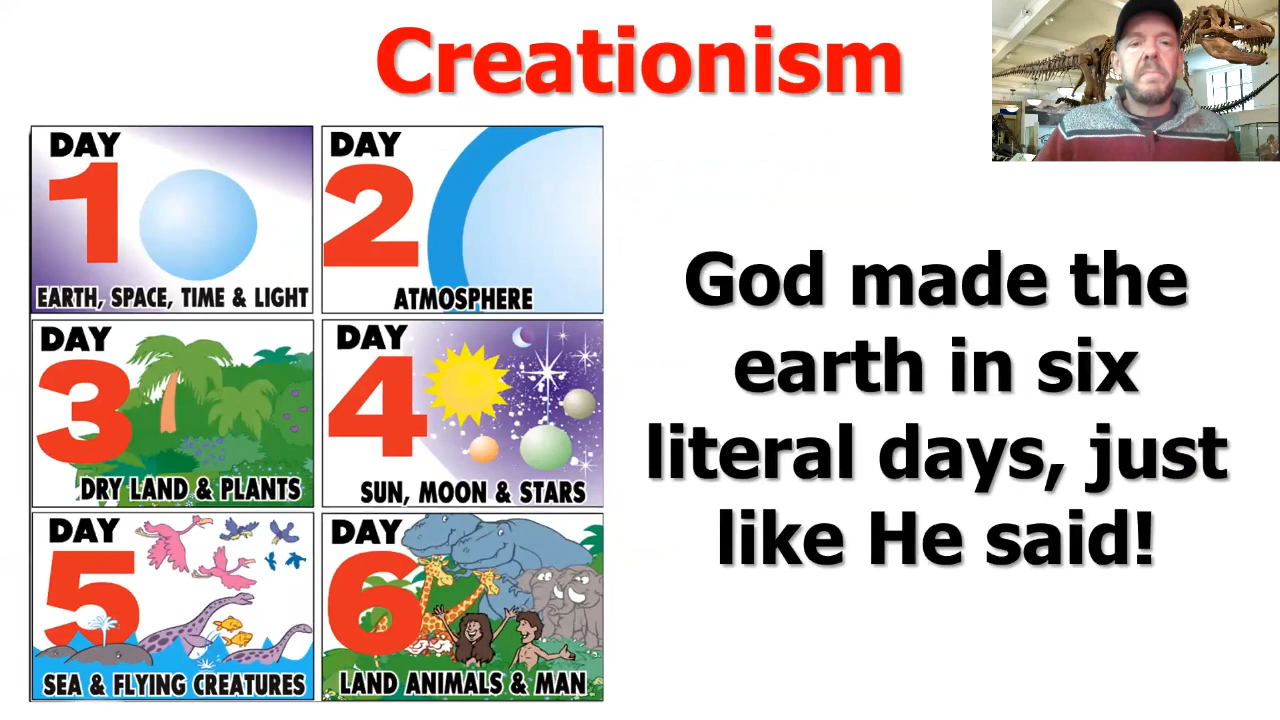 Creationism
DAY
1
EARTH, SPACE, TIME & LIGHT
DAY
2
ATMOSPHERE
DAY
3
DRY LAND & PLANTS
DAY
4
SUN, MOON & STARS
DAY
5
SEA & FLYING CREATURES
DAY
6
LAND ANIMALS & MAN
God made the
earth in six
literal days, just
like He said!